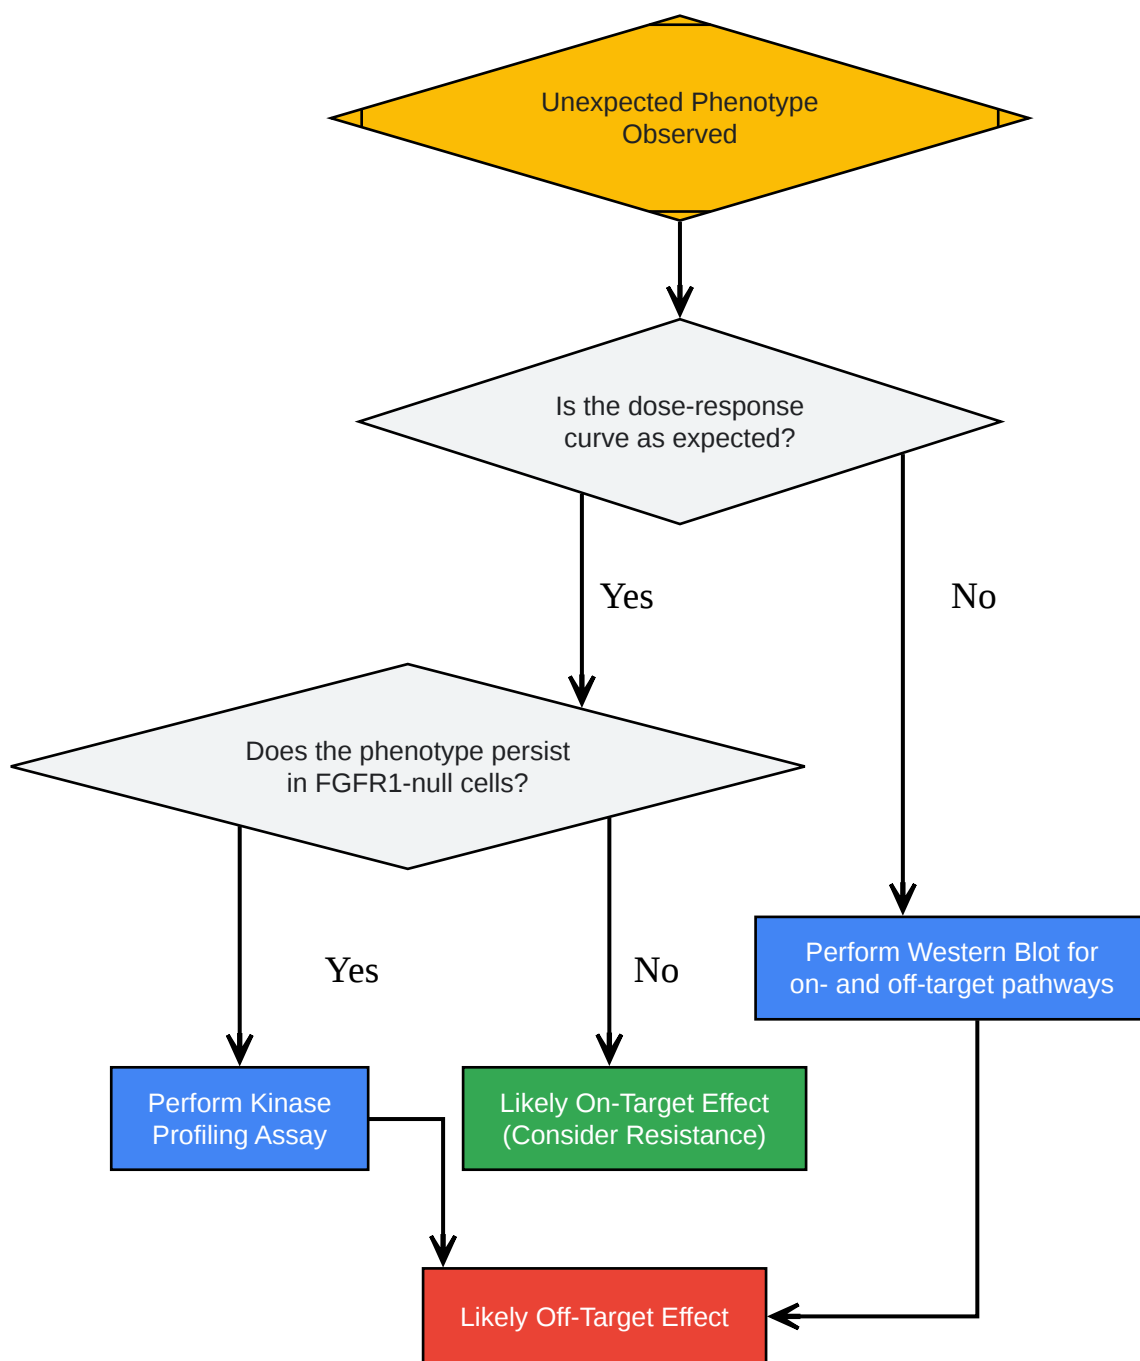 Unexpected Phenotype
Observed
Is the dose-response
curve as expected?
Yes
No
Does the phenotype persist
in FGFR1-null cells?
Yes
No
Perform Western Blot for
on- and off-target pathways
Perform Kinase
Profiling Assay
Likely On-Target Effect
(Consider Resistance)
Likely Off-Target Effect